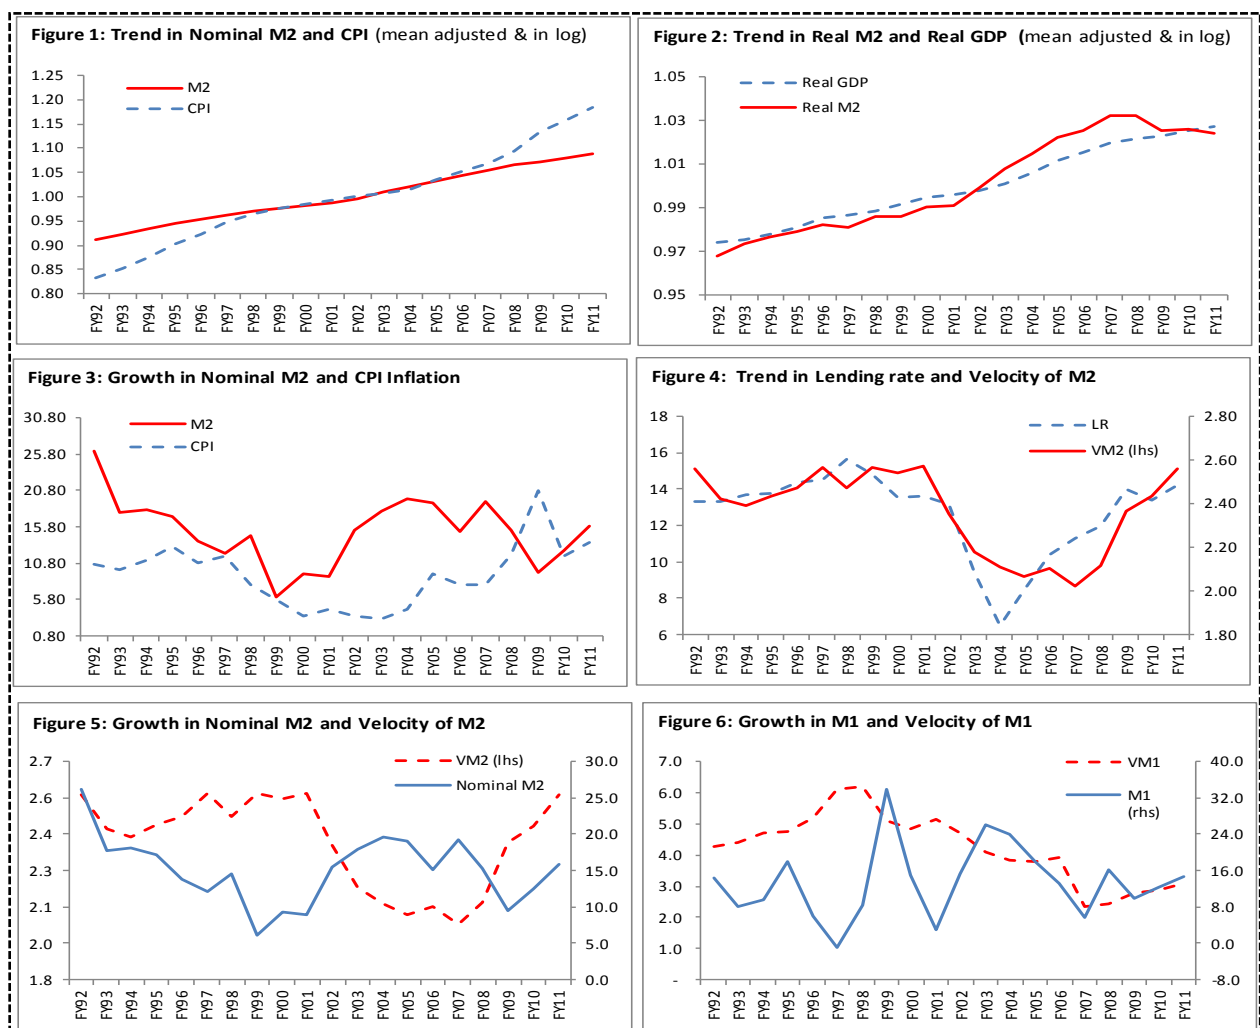 Figure 1: Trend in Nominal M2 and CPI (mean adjusted & in log)
M2
CPI
1.25
1.20
1.15
1.10
1.05
1.00
0.95
0.90
0.85
0.80
FY92 FY93 FY94 FY95 FY96 FY97 FY98 FY99 FY00 FY01 FY02 FY03 FY04 FY05 FY06 FY07 FY08 FY09 FY10 FY11
Figure 2: Trend in Real M2 and Real GDP (mean adjusted & in log)
Real GDP
Real M2
1.05
1.03
1.01
0.99
0.97
0.95
FY92 FY93 FY94 FY95 FY96 FY97 FY98 FY99 FY00 FY01 FY02 FY03 FY04 FY05 FY06 FY07 FY08 FY09 FY10 FY11
Figure 3: Growth in Nominal M2 and CPI Inflation
M2
CPI
30.80
25.80
20.80
15.80
10.80
5.80
0.80
FY92 FY93 FY94 FY95 FY96 FY97 FY98 FY99 FY00 FY01 FY02 FY03 FY04 FY05 FY06 FY07 FY08 FY09 FY10 FY11
Figure 4: Trend in Lending rate and Velocity of M2
LR
VM2 (lhs)
18
16
14
12
10
8
6
2.80
2.60
2.40
2.20
2.00
1.80
FY92 FY93 FY94 FY95 FY96 FY97 FY98 FY99 FY00 FY01 FY02 FY03 FY04 FY05 FY06 FY07 FY08 FY09 FY10 FY11
Figure 5: Growth in Nominal M2 and Velocity of M2
VM2 (lhs)
Nominal M2
2.7
2.6
2.4
2.3
2.1
2.0
1.8
30.0
25.0
20.0
15.0
10.0
5.0
0.0
FY92 FY93 FY94 FY95 FY96 FY97 FY98 FY99 FY00 FY01 FY02 FY03 FY04 FY05 FY06 FY07 FY08 FY09 FY10 FY11
Figure 6: Growth in M1 and Velocity of M1
VM1
M1
(rhs)
7.0
6.0
5.0
4.0
3.0
2.0
1.0
-
40.0
32.0
24.0
16.0
8.0
0.0
-8.0
FY92 FY93 FY94 FY95 FY96 FY97 FY98 FY99 FY00 FY01 FY02 FY03 FY04 FY05 FY06 FY07 FY08 FY09 FY10 FY11